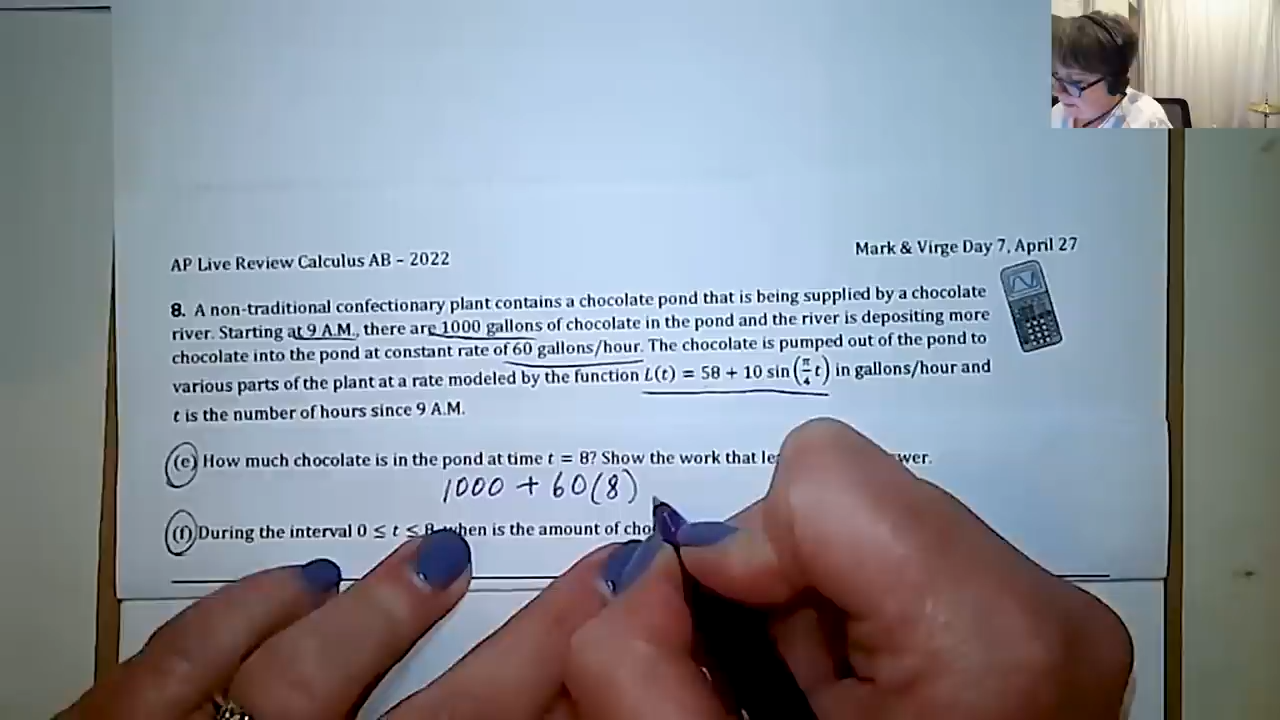 AP Live Review Calculus AB – 2022
Mark & Virge Day 7, April 27
8. A non-traditional confectionary plant contains a chocolate pond that is being supplied by a chocolate
river. Starting at 9 A.M., there are 1000 gallons of chocolate in the pond and the river is depositing more
chocolate into the pond at constant rate of 60 gallons/hour. The chocolate is pumped out of the pond to
various parts of the plant at a rate modeled by the function L(t) = 58 + 10 sin(π/4 t) in gallons/hour and
t is the number of hours since 9 A.M.
(e) How much chocolate is in the pond at time t = 8? Show the work that
1000 + 60(8)
(f) During the interval 0 ≤ t ≤ 8, when is the amount of